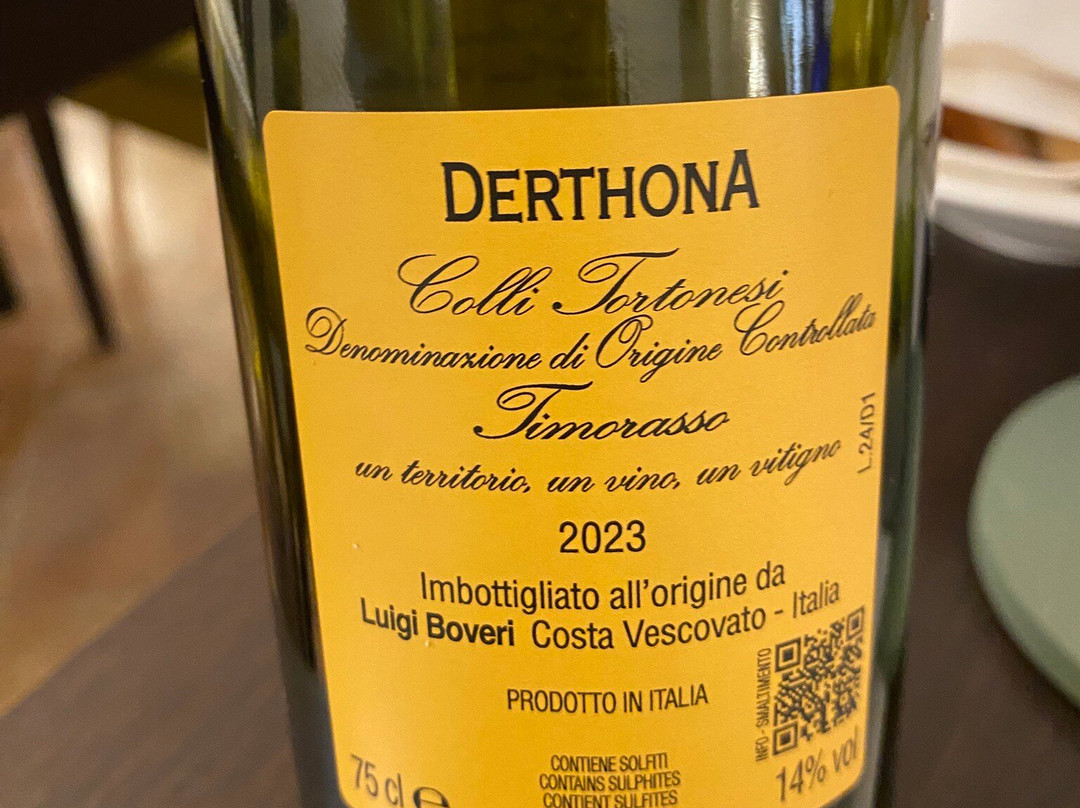 DERTHONA
Colli Tortonesi
Denominazione di Origine Controllata
Timorasso
un territorio, un vino, un vitigno
L.24/D1
2023
Imbottigliato all'origine da
Luigi Boveri Costa Vescovato - Italia
INFO - SMALTIMENTO
PRODOTTO IN ITALIA
75 cl e
CONTIENE SOLFITI
CONTAINS SULPHITES
CONTIENT SULFITES
14% vol